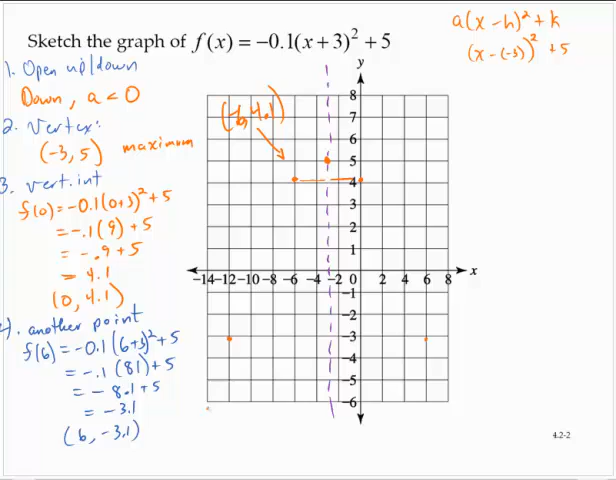 a(x-h)² + k
Sketch the graph of f(x) = −0.1(x + 3)² + 5
(x-(-3))² + 5
1. Open up/down
Down, a < 0
2. Vertex:
(-3, 5) maximum
3. vert. int
f(0) = -0.1(0+3)² + 5
= -.1(9) + 5
= -.9 + 5
= 4.1
(0, 4.1)
4). another point
f(6) = -0.1(6+3)² + 5
= -.1(81) + 5
= -8.1 + 5
= -3.1
(6, -3.1)
(-6, 4.1)
y
8
7
6
5
4
3
2
1
−14 −12 −10 −8 −6 −4 −2 0 2 4 6 8 x
−1
−2
−3
−4
−5
−6
4.2-2